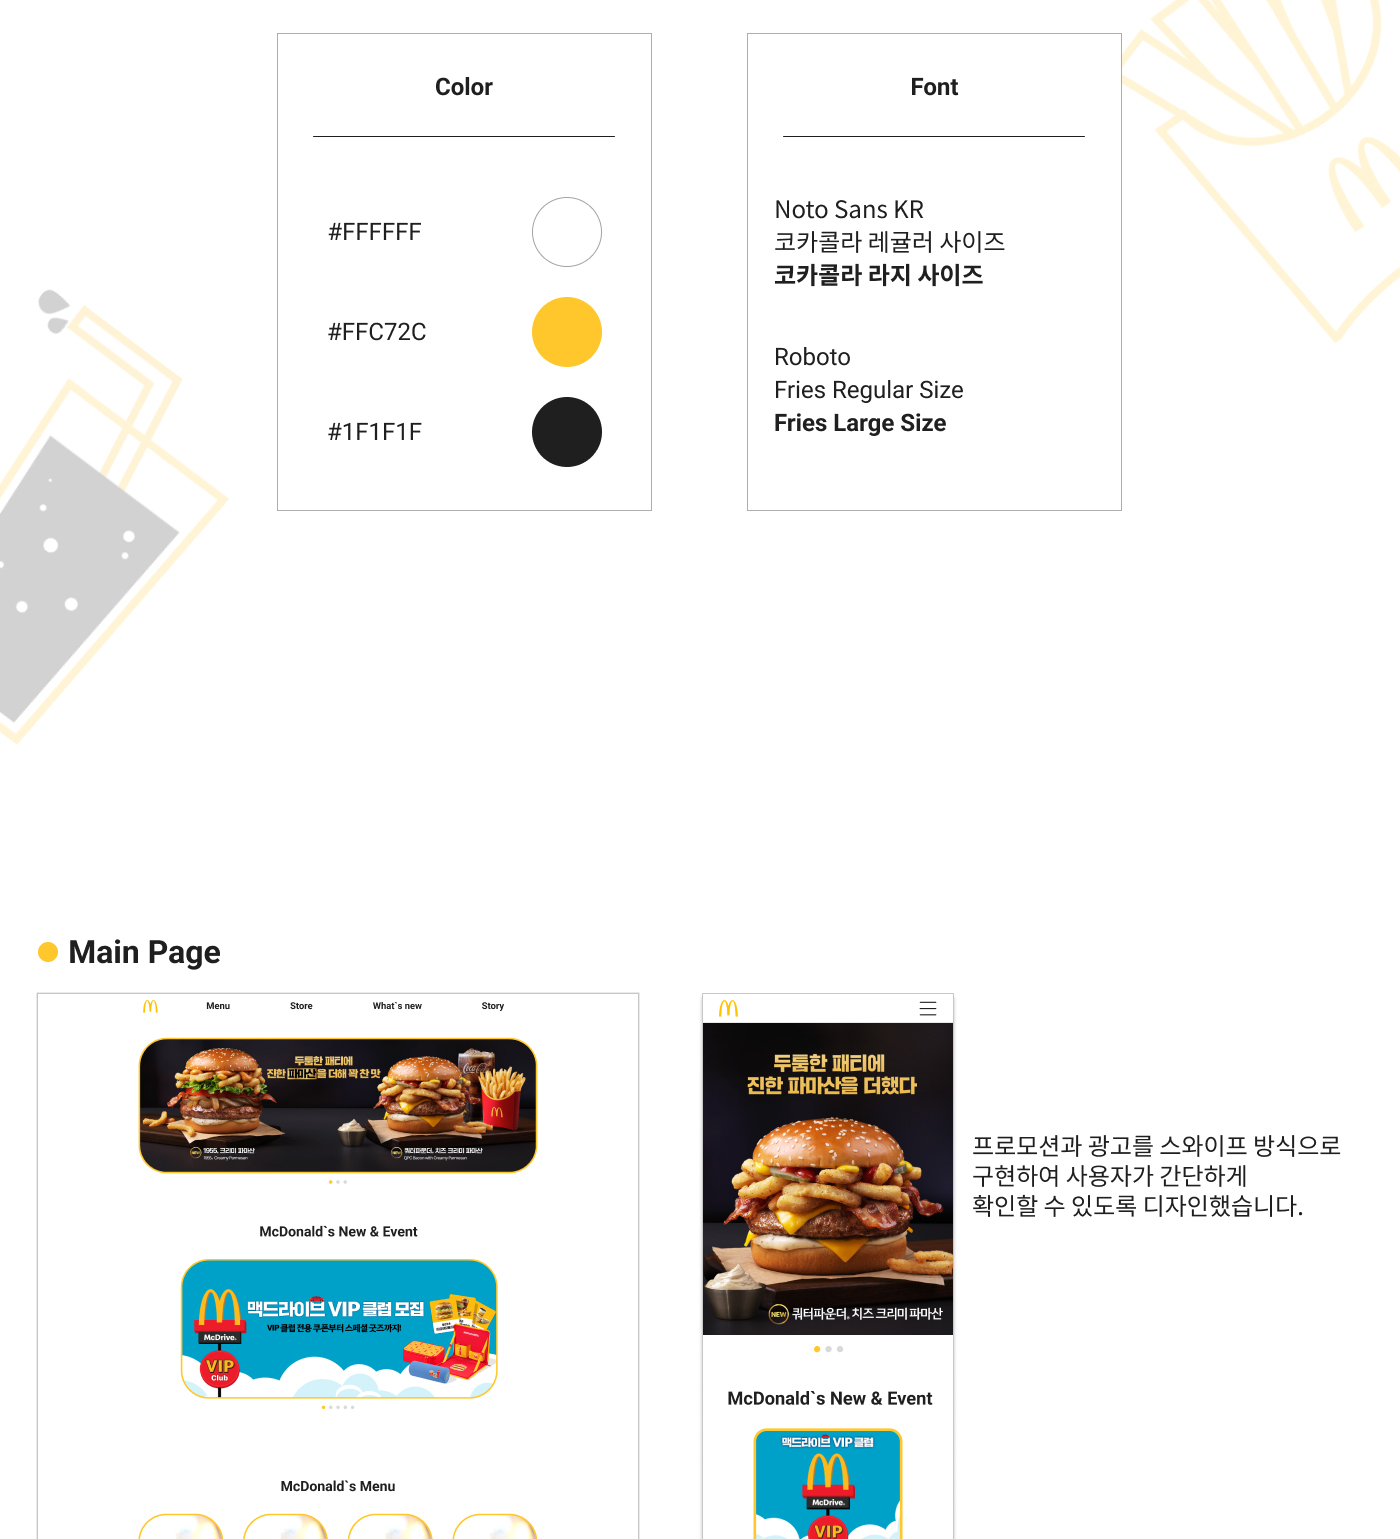 Color
#FFFFFF
#FFC72C
#1F1F1F
Font
Noto Sans KR
코카콜라 레귤러 사이즈
코카콜라 라지 사이즈
Roboto
Fries Regular Size
Fries Large Size
Main Page
Menu Store What`s new Story
두툼한 패티에
진한 파마산을 더해 꽉 찬 맛
Coca-Cola
1955, 크리미 파마산
1955, Creamy Parmesan
쿼터파운더, 치즈 크리미 파마산
QPC Bacon with Creamy Parmesan
McDonald`s New & Event
맥드라이브 VIP 클럽 모집
VIP 클럽 전용 쿠폰부터 스페셜 굿즈까지!
McDrive.
VIP
Club
McDonald`s Menu
두툼한 패티에
진한 파마산을 더했다
NEW 쿼터파운더, 치즈 크리미 파마산
McDonald`s New & Event
맥드라이브 VIP 클럽
McDrive.
VIP
프로모션과 광고를 스와이프 방식으로
구현하여 사용자가 간단하게
확인할 수 있도록 디자인했습니다.